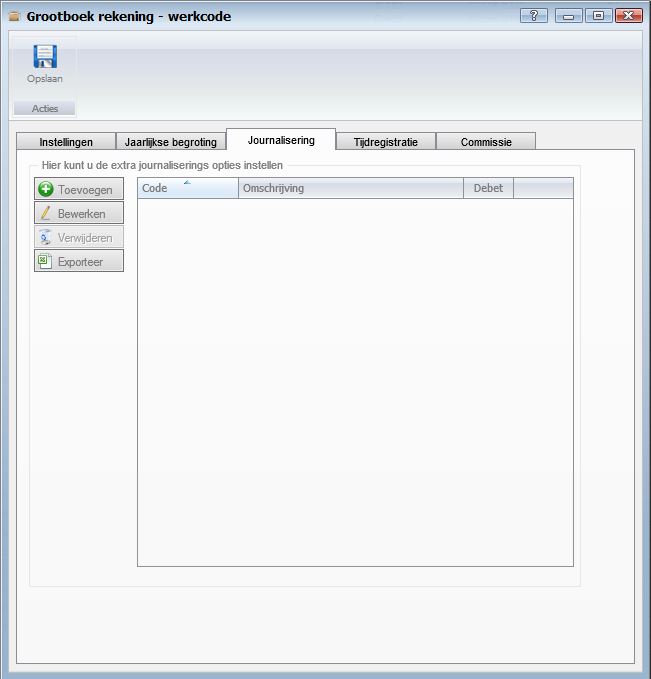 Grootboek rekening - werkcode
?
Opslaan
Acties
Instellingen Jaarlijkse begroting Journalisering Tijdregistratie Commissie
Hier kunt u de extra journaliserings opties instellen
Toevoegen
Bewerken
Verwijderen
Exporteer
Code Omschrijving Debet